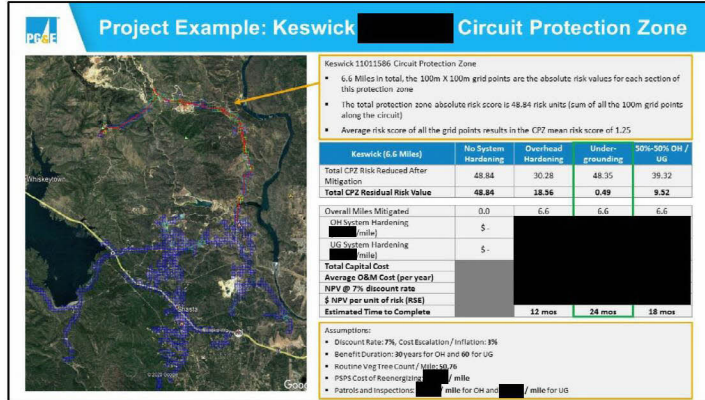 PG&E
Project Example: Keswick Circuit Protection Zone
Keswick 11011586 Circuit Protection Zone
▪ 6.6 Miles in total, the 100m X 100m grid points are the absolute risk values for each section of
this protection zone
▪ The total protection zone absolute risk score is 48.84 risk units (sum of all the 100m grid points
along the circuit)
▪ Average risk score of all the grid points results in the CPZ mean risk score of 1.25
Keswick (6.6 Miles) No System Hardening Overhead Hardening Under-grounding 50%-50% OH / UG
Total CPZ Risk Reduced After Mitigation 48.84 30.28 48.35 39.32
Total CPZ Residual Risk Value 48.84 18.56 0.49 9.52
Overall Miles Mitigated 0.0 6.6 6.6 6.6
OH System Hardening /mile) $ -
UG System Hardening /mile) $ -
Total Capital Cost
Average O&M Cost (per year)
NPV @ 7% discount rate
$ NPV per unit of risk (RSE)
Estimated Time to Complete 12 mos 24 mos 18 mos
Assumptions:
▪ Discount Rate: 7%, Cost Escalation / Inflation: 3%
▪ Benefit Duration: 30 years for OH and 60 for UG
▪ Routine Veg Tree Count / Mile: 50.76
▪ PSPS Cost of Reenergizing: / mile
▪ Patrols and Inspections: / mile for OH and / mile for UG
Whiskeytown
Shasta
Goog